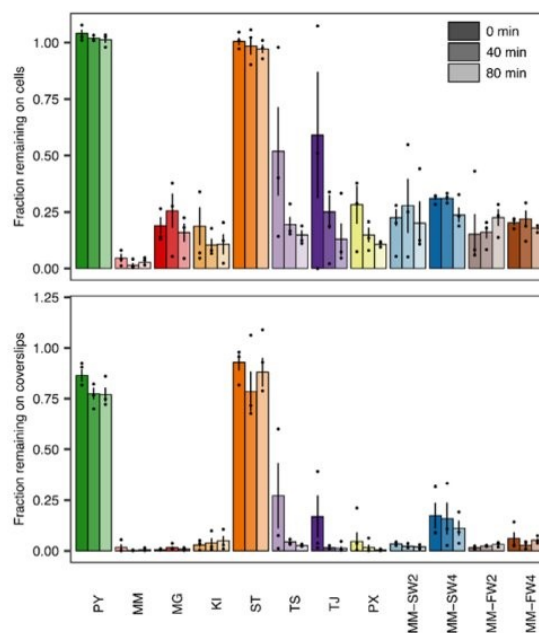 Fraction remaining on cells
1.00
0.75
0.50
0.25
0.00
0 min
40 min
80 min
Fraction remaining on coverslips
1.25
1.00
0.75
0.50
0.25
0.00
PY
MM
MG
KI
ST
TS
TJ
PX
MM-SW2
MM-SW4
MM-FW2
MM-FW4